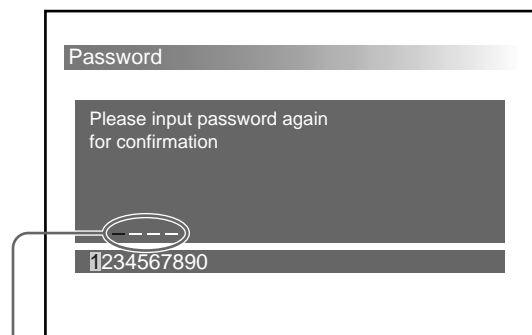 Password
Please input password again
for confirmation
_ _ _ _
1234567890